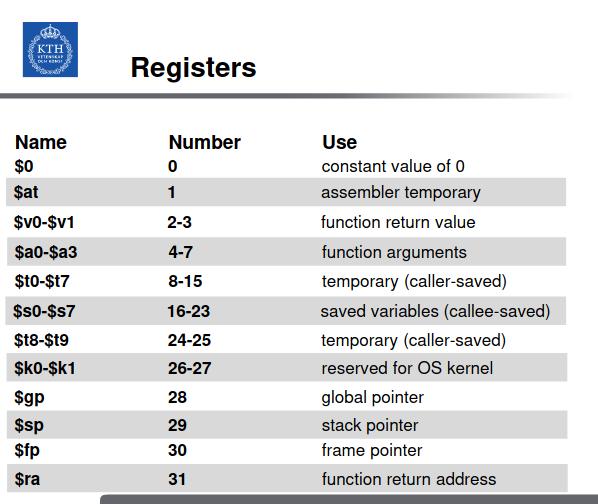 KTH
VETENSKAP
OCH KONST
Registers
Name Number Use
$0 0 constant value of 0
$at 1 assembler temporary
$v0-$v1 2-3 function return value
$a0-$a3 4-7 function arguments
$t0-$t7 8-15 temporary (caller-saved)
$s0-$s7 16-23 saved variables (callee-saved)
$t8-$t9 24-25 temporary (caller-saved)
$k0-$k1 26-27 reserved for OS kernel
$gp 28 global pointer
$sp 29 stack pointer
$fp 30 frame pointer
$ra 31 function return address